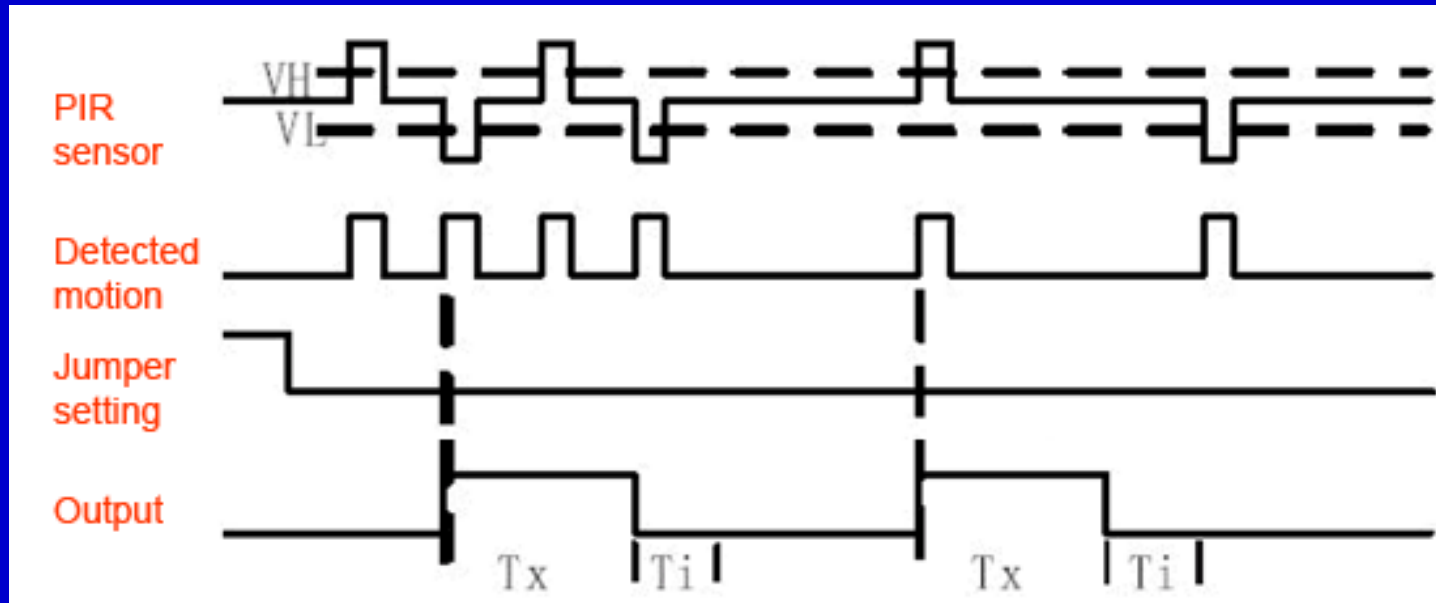 VH
PIR
sensor
VL
Detected
motion
Jumper
setting
Output
Tx
Ti
Tx
Ti